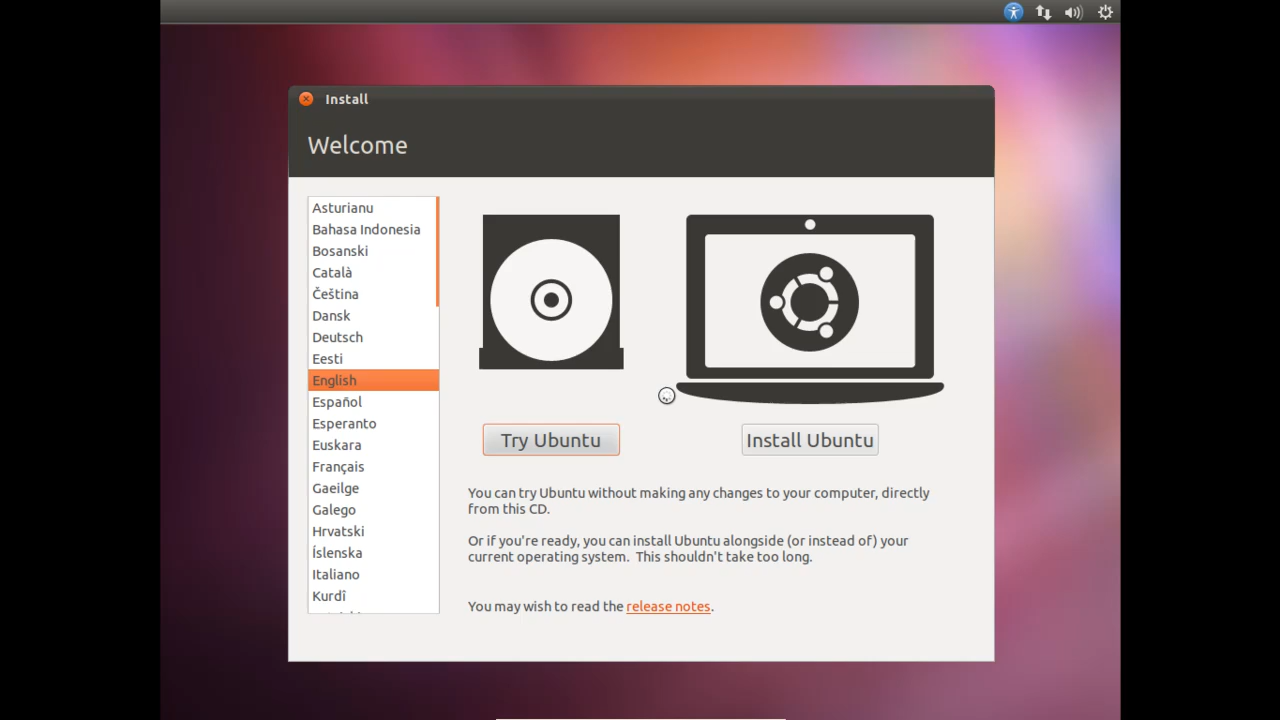 Install
Welcome
Asturianu
Bahasa Indonesia
Bosanski
Català
Čeština
Dansk
Deutsch
Eesti
English
Español
Esperanto
Euskara
Français
Gaeilge
Galego
Hrvatski
Íslenska
Italiano
Kurdî
Try Ubuntu
Install Ubuntu
You can try Ubuntu without making any changes to your computer, directly
from this CD.
Or if you're ready, you can install Ubuntu alongside (or instead of) your
current operating system. This shouldn't take too long.
You may wish to read the release notes.